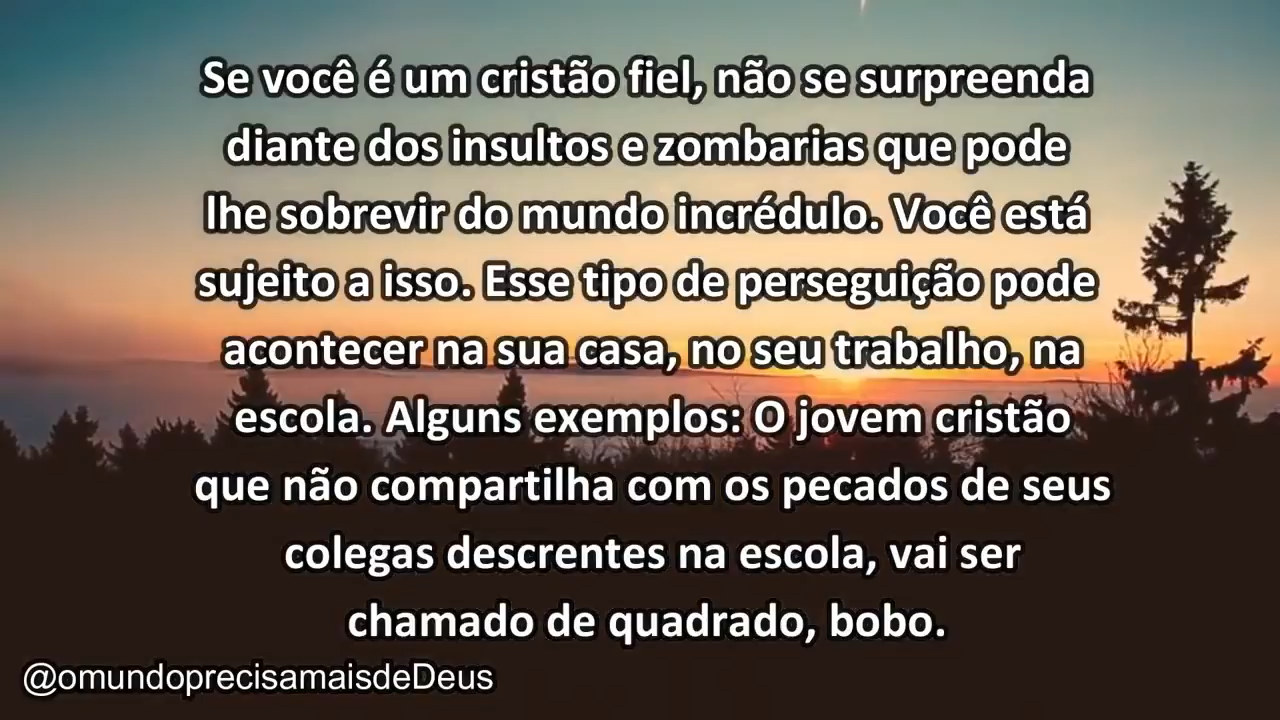 Se você é um cristão fiel, não se surpreenda
diante dos insultos e zombarias que pode
lhe sobrevir do mundo incrédulo. Você está
sujeito a isso. Esse tipo de perseguição pode
acontecer na sua casa, no seu trabalho, na
escola. Alguns exemplos: O jovem cristão
que não compartilha com os pecados de seus
colegas descrentes na escola, vai ser
chamado de quadrado, bobo.
@omundoprecisamaisdeDeus